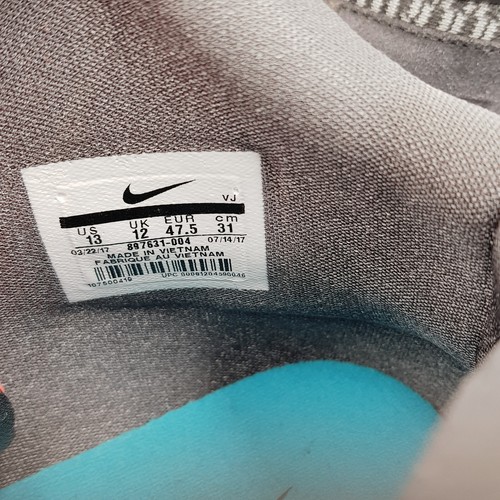 VJ
US UK EUR cm
13 12 47.5 31
03/22/17 897631-004 07/14/17
MADE IN VIETNAM
FABRIQUE AU VIETNAM
UPC